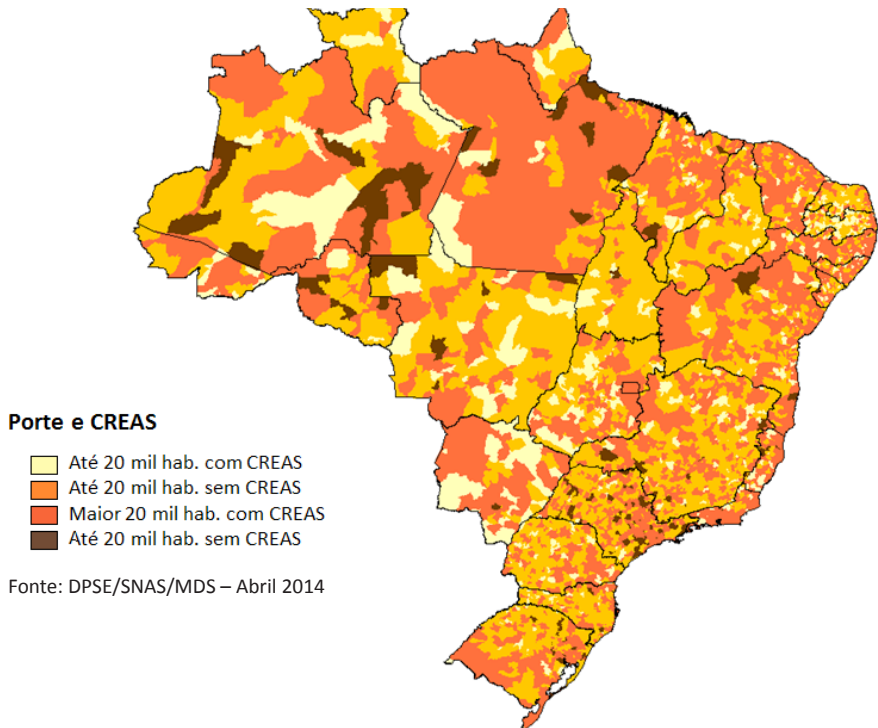 Porte e CREAS
Até 20 mil hab. com CREAS
Até 20 mil hab. sem CREAS
Maior 20 mil hab. com CREAS
Até 20 mil hab. sem CREAS
Fonte: DPSE/SNAS/MDS – Abril 2014